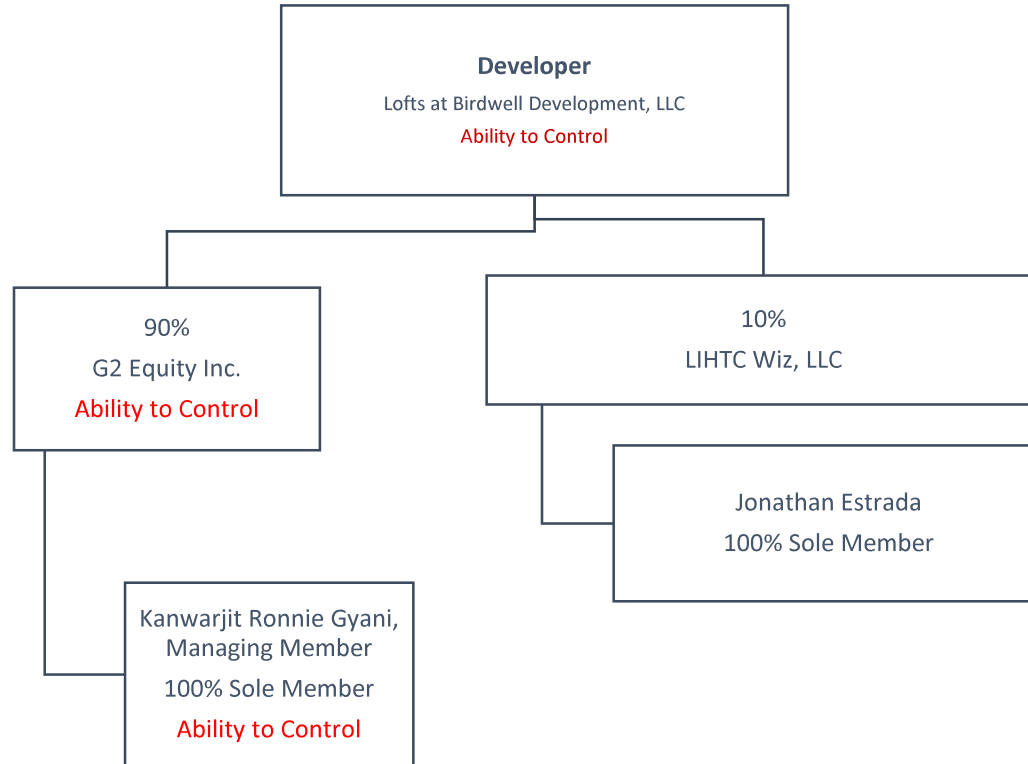 Developer
Lofts at Birdwell Development, LLC
Ability to Control
90%
G2 Equity Inc.
Ability to Control
10%
LIHTC Wiz, LLC
Jonathan Estrada
100% Sole Member
Kanwarjit Ronnie Gyani,
Managing Member
100% Sole Member
Ability to Control